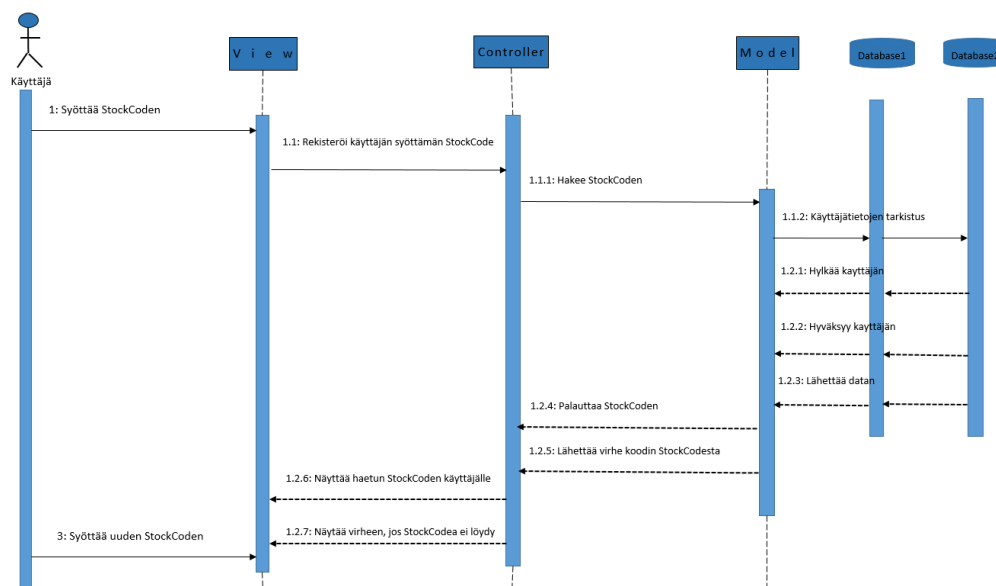 View
Controller
Model
Database1
Database2
Käyttäjä
1: Syöttää StockCoden
1.1: Rekisteröi käyttäjän syöttämän StockCode
1.1.1: Hakee StockCoden
1.1.2: Käyttäjätietojen tarkistus
1.2.1: Hylkää kayttäjän
1.2.2: Hyväksyy kayttäjän
1.2.3: Lähettää datan
1.2.4: Palauttaa StockCoden
1.2.5: Lähettää virhe koodin StockCodesta
1.2.6: Näyttää haetun StockCoden käyttäjälle
1.2.7: Näytää virheen, jos StockCodea ei löydy
3: Syöttää uuden StockCoden